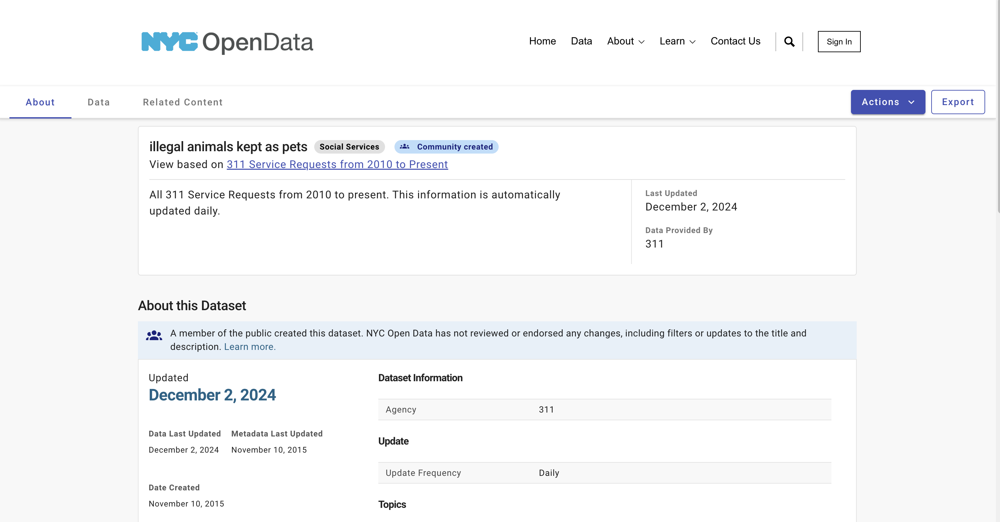 NYC OpenData
Home Data About Learn Contact Us Sign In
About Data Related Content Actions Export
illegal animals kept as pets Social Services Community created
View based on 311 Service Requests from 2010 to Present
All 311 Service Requests from 2010 to present. This information is automatically
updated daily.
Last Updated
December 2, 2024
Data Provided By
311
About this Dataset
A member of the public created this dataset. NYC Open Data has not reviewed or endorsed any changes, including filters or updates to the title and
description. Learn more.
Updated
December 2, 2024
Data Last Updated Metadata Last Updated
December 2, 2024 November 10, 2015
Date Created
November 10, 2015
Dataset Information
Agency 311
Update
Update Frequency Daily
Topics